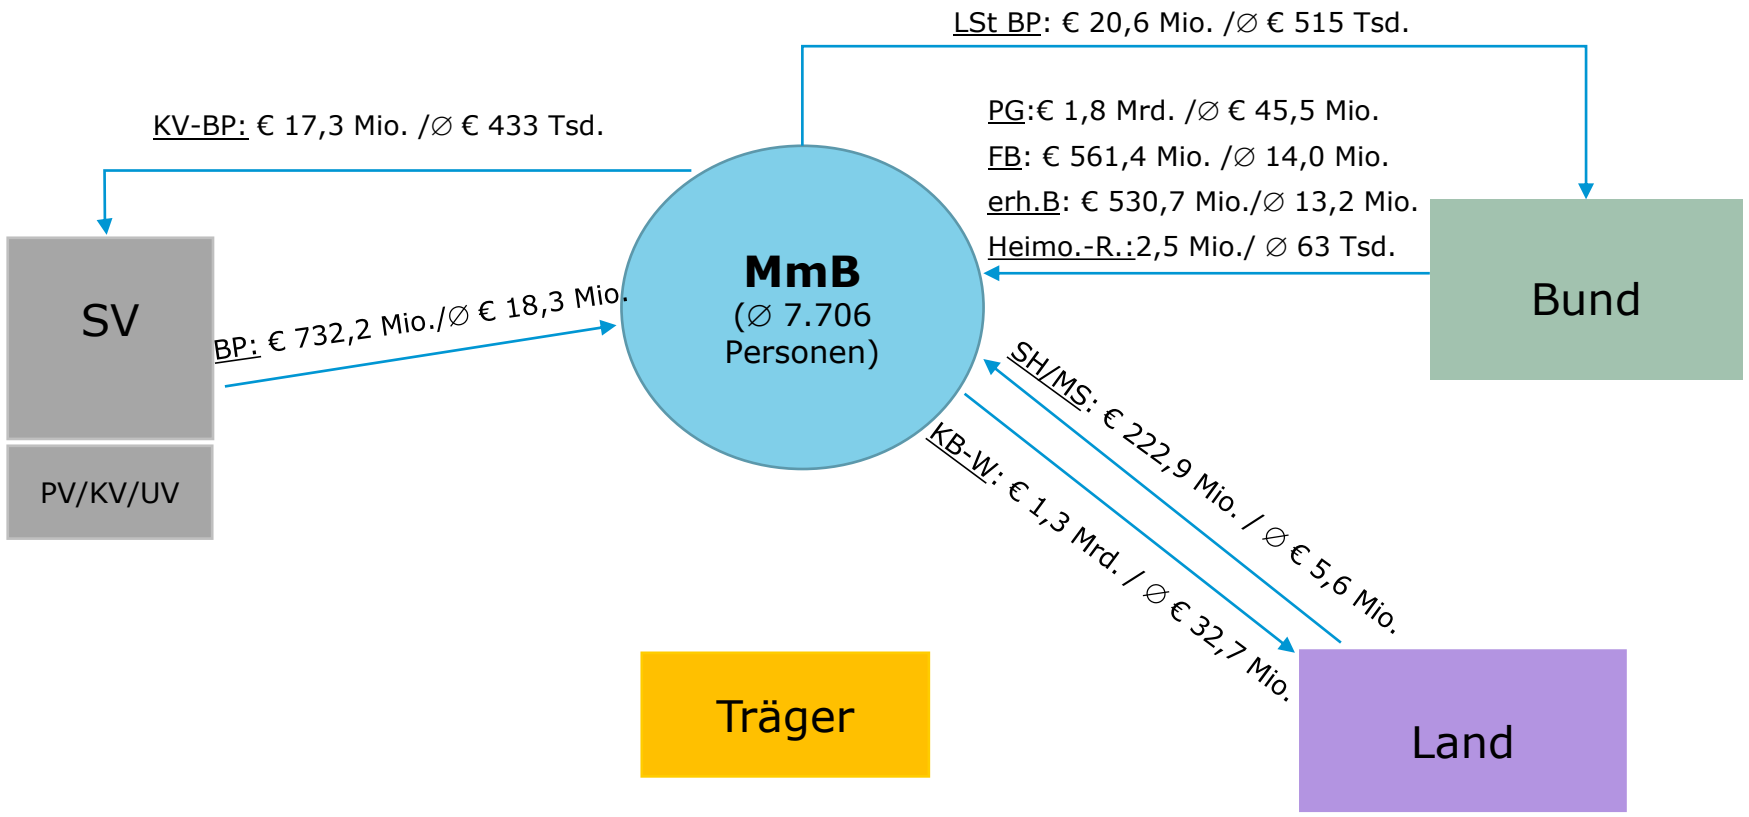 LSt BP: € 20,6 Mio. /∅ € 515 Tsd.
KV-BP: € 17,3 Mio. /∅ € 433 Tsd.
PG:€ 1,8 Mrd. /∅ € 45,5 Mio.
FB: € 561,4 Mio. /∅ 14,0 Mio.
erh.B: € 530,7 Mio./∅ 13,2 Mio.
Heimo.-R.:2,5 Mio./ ∅ 63 Tsd.
MmB
(∅ 7.706
Personen)
SV
BP: € 732,2 Mio./∅ € 18,3 Mio.
Bund
PV/KV/UV
SH/MS: € 222,9 Mio. / ∅ € 5,6 Mio.
KB-W: € 1,3 Mrd. / ∅ € 32,7 Mio.
Träger
Land